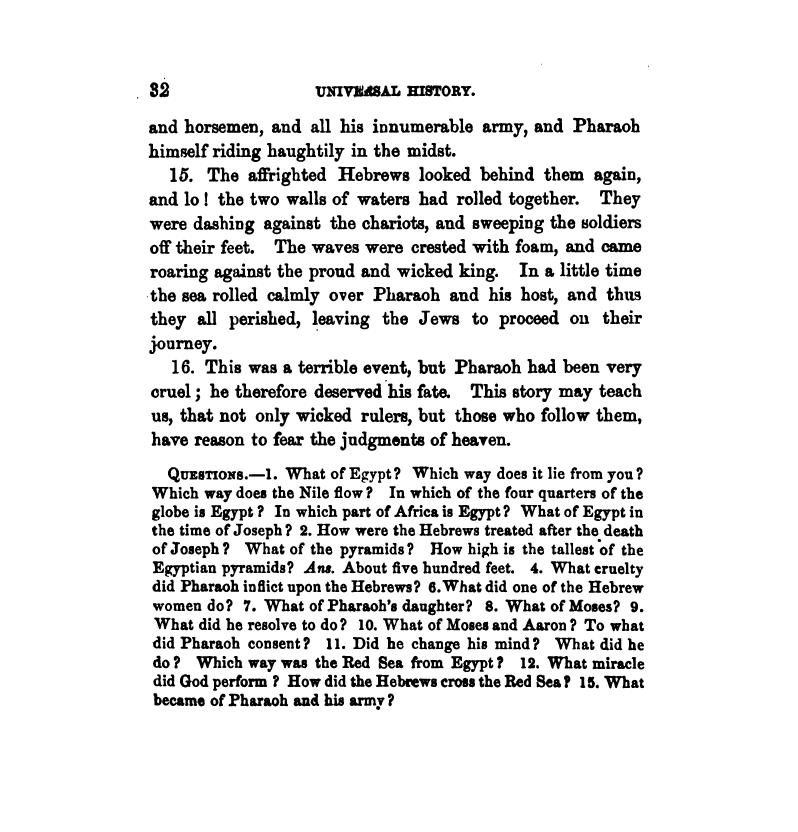 32 UNIVERSAL HISTORY.
and horsemen, and all his innumerable army, and Pharaoh
himself riding haughtily in the midst.
15. The affrighted Hebrews looked behind them again,
and lo! the two walls of waters had rolled together. They
were dashing against the chariots, and sweeping the soldiers
off their feet. The waves were crested with foam, and came
roaring against the proud and wicked king. In a little time
the sea rolled calmly over Pharaoh and his host, and thus
they all perished, leaving the Jews to proceed on their
journey.
16. This was a terrible event, but Pharaoh had been very
cruel; he therefore deserved his fate. This story may teach
us, that not only wicked rulers, but those who follow them,
have reason to fear the judgments of heaven.
QUESTIONS.—1. What of Egypt? Which way does it lie from you?
Which way does the Nile flow? In which of the four quarters of the
globe is Egypt? In which part of Africa is Egypt? What of Egypt in
the time of Joseph? 2. How were the Hebrews treated after the death
of Joseph? What of the pyramids? How high is the tallest of the
Egyptian pyramids? Ans. About five hundred feet. 4. What cruelty
did Pharaoh inflict upon the Hebrews? 6. What did one of the Hebrew
women do? 7. What of Pharaoh's daughter? 8. What of Moses? 9.
What did he resolve to do? 10. What of Moses and Aaron? To what
did Pharaoh consent? 11. Did he change his mind? What did he
do? Which way was the Red Sea from Egypt? 12. What miracle
did God perform? How did the Hebrews cross the Red Sea? 15. What
became of Pharaoh and his army?